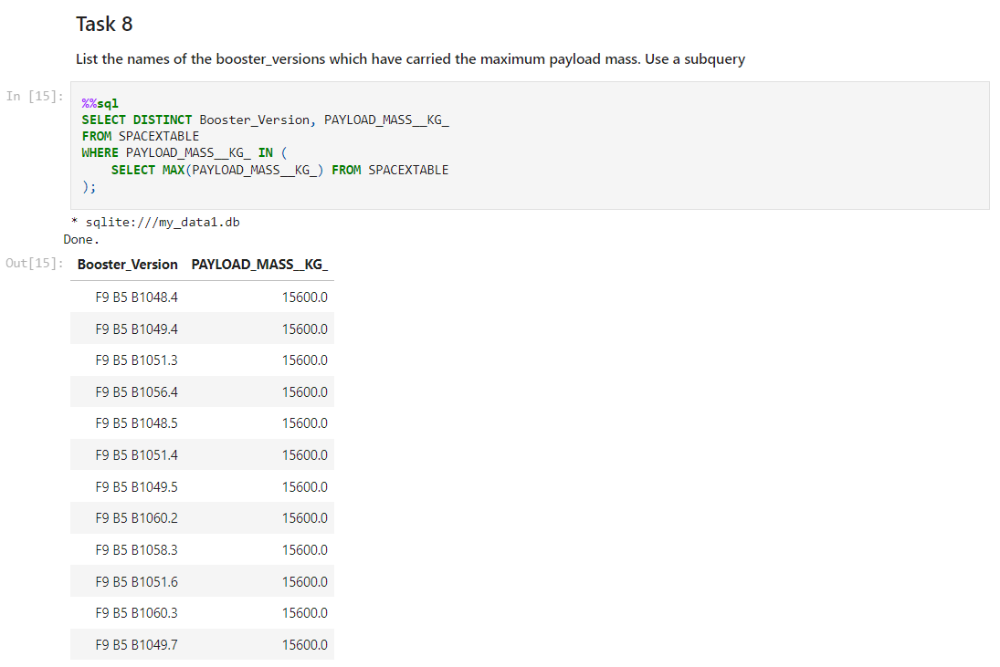 Task 8
List the names of the booster_versions which have carried the maximum payload mass. Use a subquery
In [15]:
%%sql
SELECT DISTINCT Booster_Version, PAYLOAD_MASS__KG_
FROM SPACEXTABLE
WHERE PAYLOAD_MASS__KG_ IN (
    SELECT MAX(PAYLOAD_MASS__KG_) FROM SPACEXTABLE
);
* sqlite:///my_data1.db
Done.
Out[15]:
Booster_Version PAYLOAD_MASS__KG_
F9 B5 B1048.4 15600.0
F9 B5 B1049.4 15600.0
F9 B5 B1051.3 15600.0
F9 B5 B1056.4 15600.0
F9 B5 B1048.5 15600.0
F9 B5 B1051.4 15600.0
F9 B5 B1049.5 15600.0
F9 B5 B1060.2 15600.0
F9 B5 B1058.3 15600.0
F9 B5 B1051.6 15600.0
F9 B5 B1060.3 15600.0
F9 B5 B1049.7 15600.0